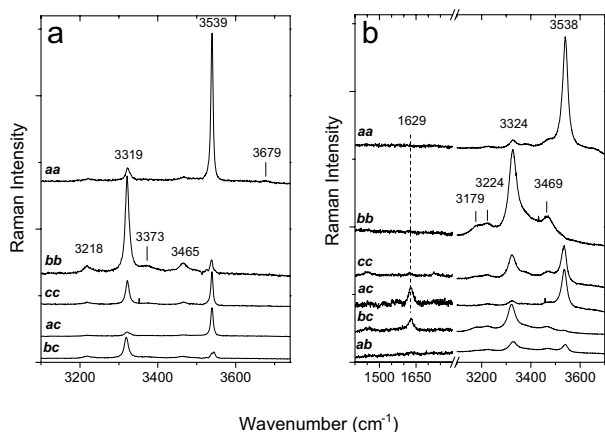 a
3539
3319
3679
aa
3218
3373
3465
bb
cc
ac
bc
3200
3400
3600
Raman Intensity
b
3538
1629
3324
aa
3179
3224
3469
bb
cc
ac
bc
ab
1500
1650
3200
3400
3600
Raman Intensity
Wavenumber (cm-1)